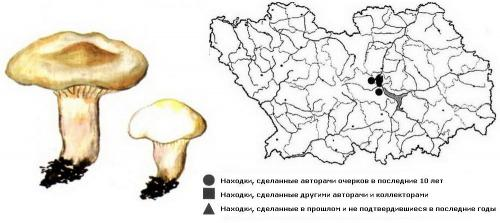 Находки, сделанные авторами очерков в последние 10 лет
Находки, сделанные другими авторами и коллекторами
Находки, сделанные в прошлом и не подтвердившиеся в последние годы